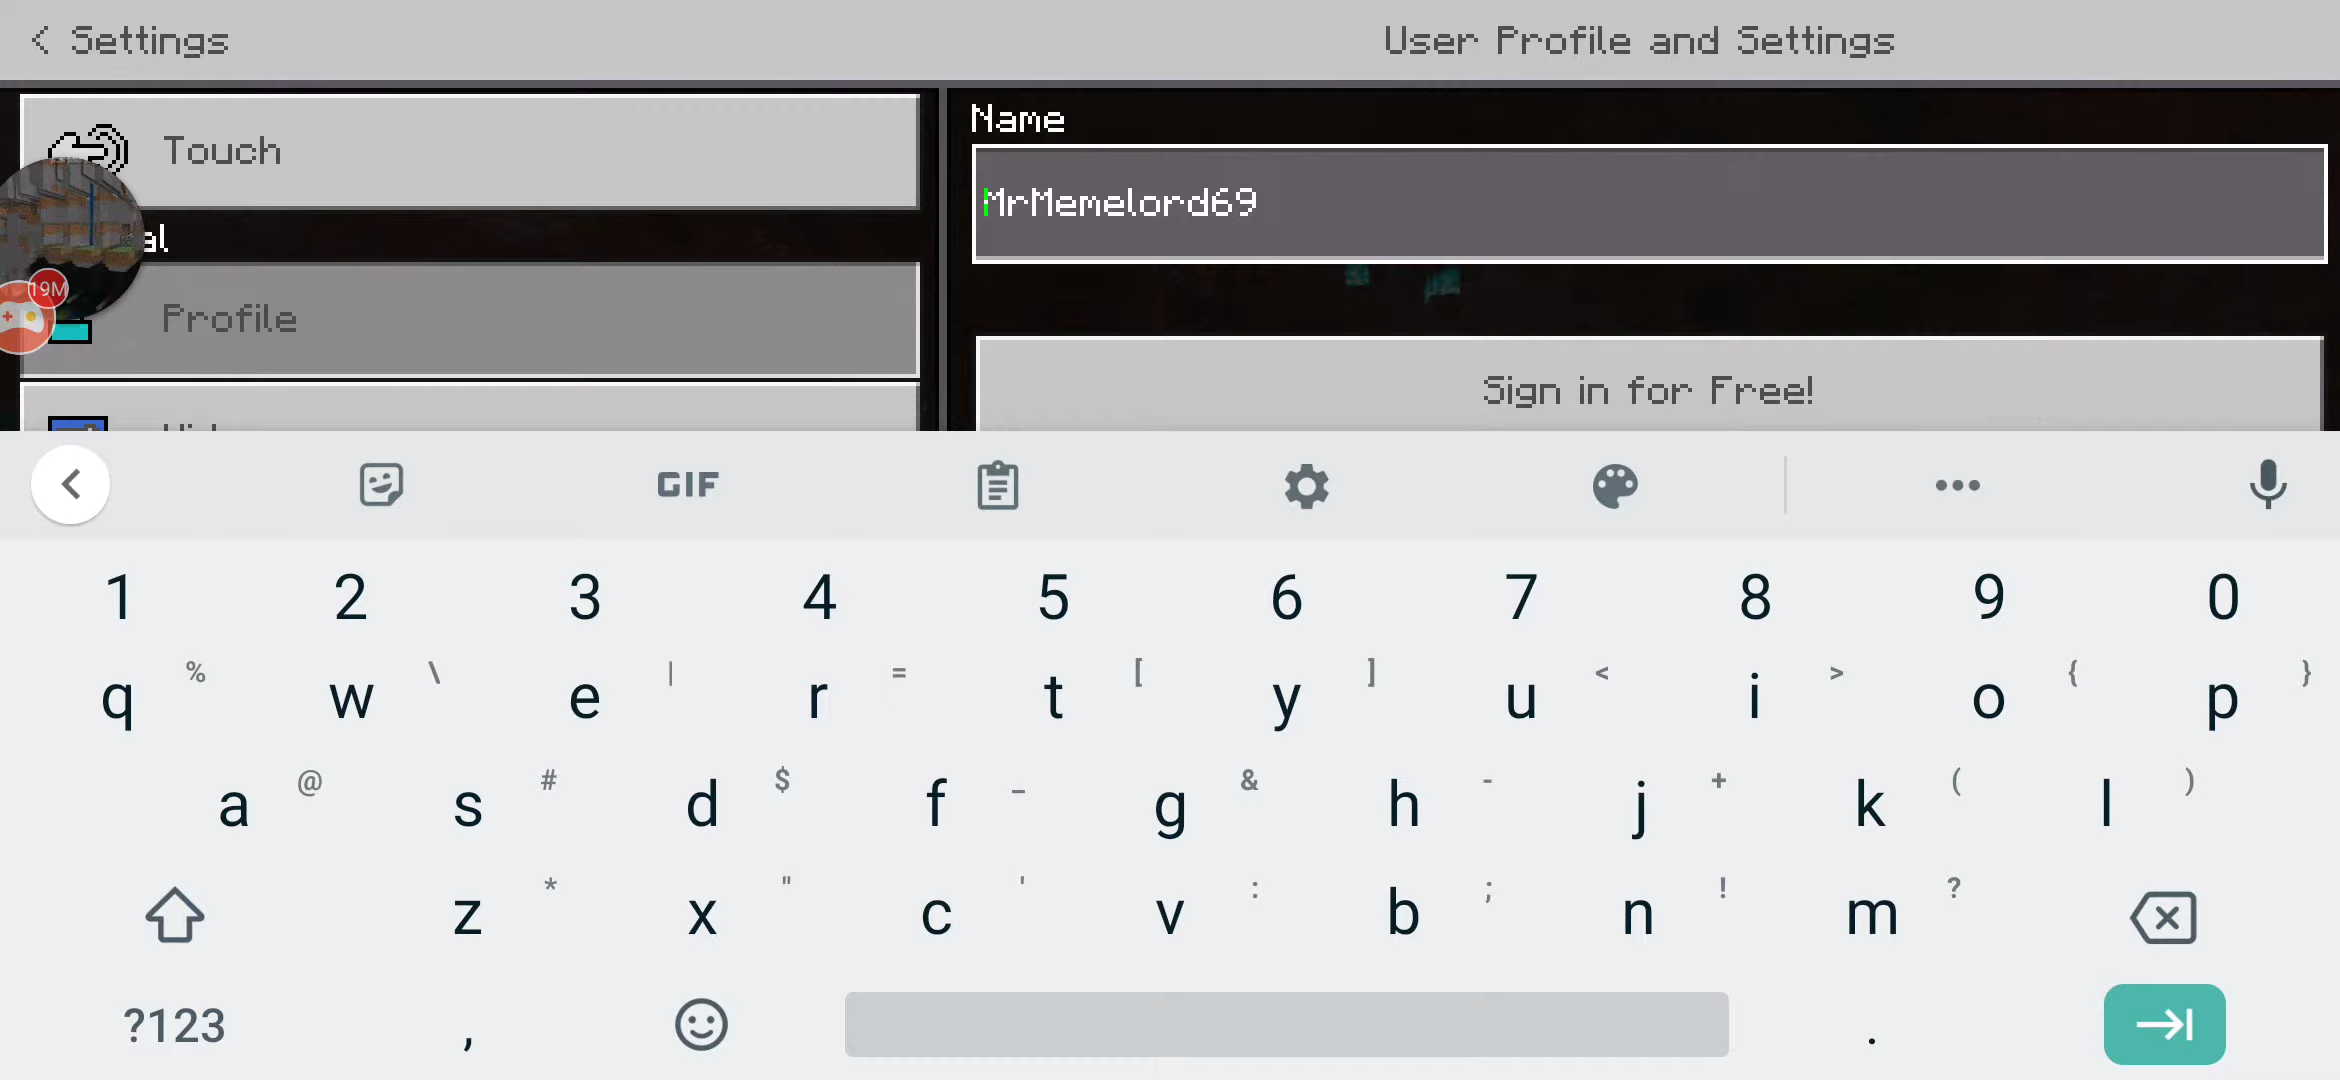 < Settings
User Profile and Settings
Touch
al
Profile
19M
Name
MrMemelord69
Sign in for Free!
GIF
1 2 3 4 5 6 7 8 9 0
q % w \ e | r = t [ y ] u < i > o { p }
a @ s # d $ f _ g & h - j + k ( l )
z * x " c ' v : b ; n ! m ?
?123 , .